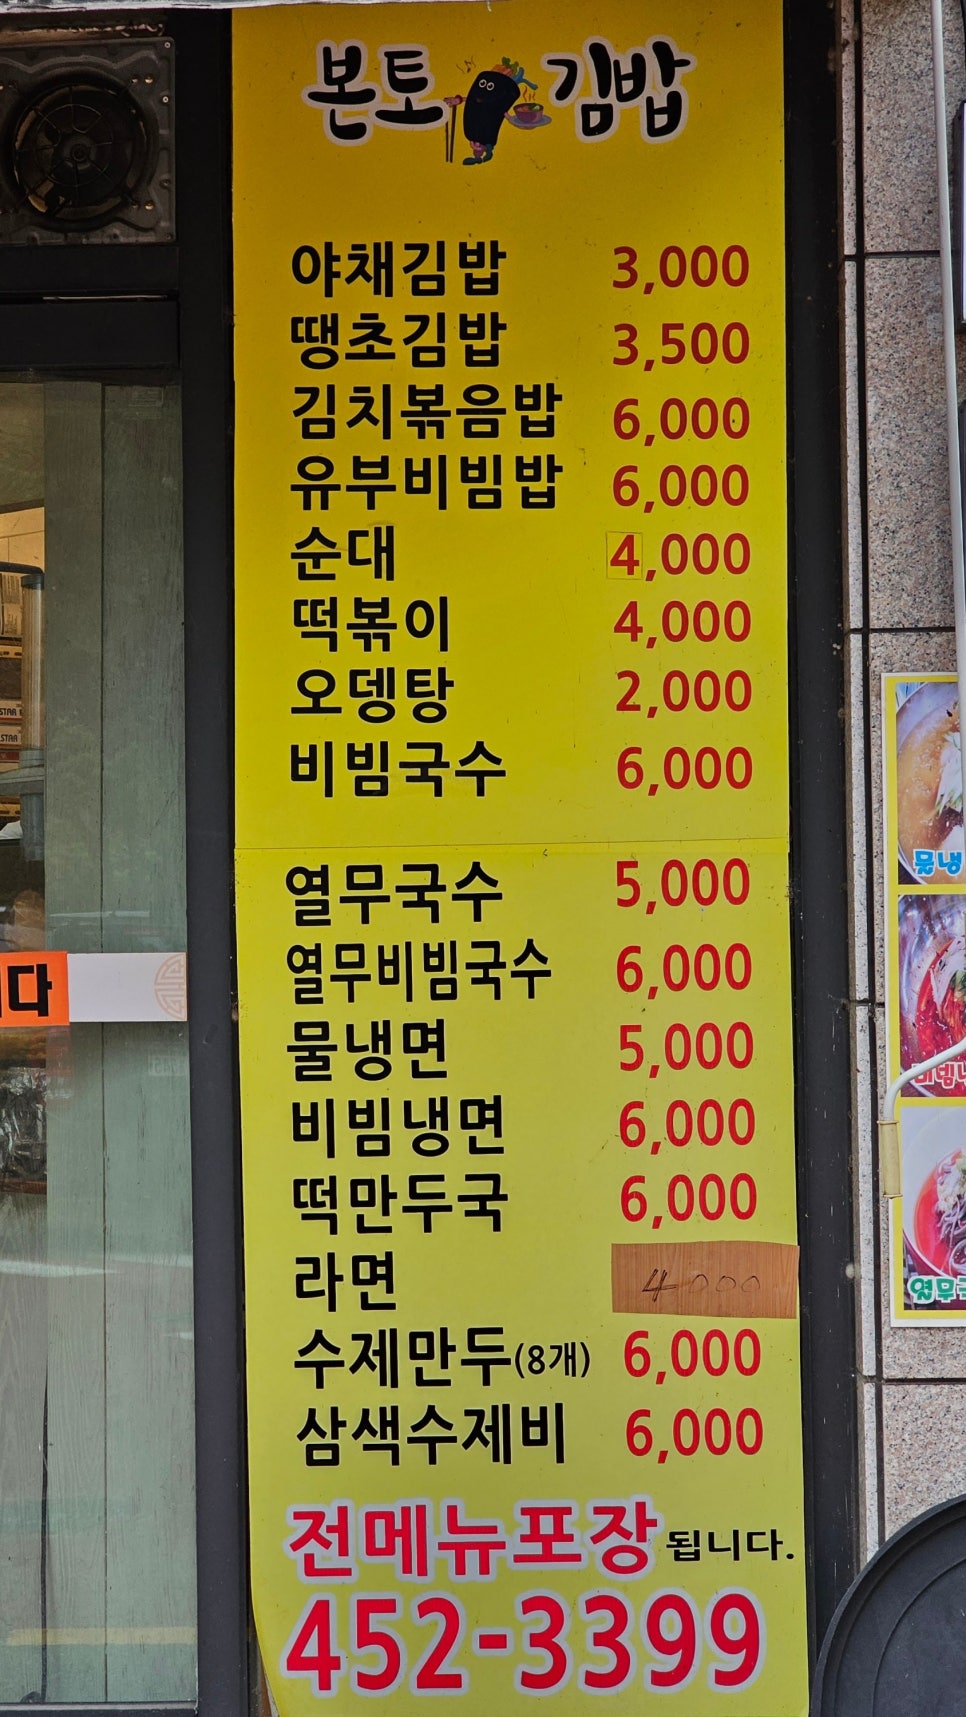 본토 김밥
야채김밥 3,000
땡초김밥 3,500
김치볶음밥 6,000
유부비빔밥 6,000
순대 4,000
떡볶이 4,000
오뎅탕 2,000
비빔국수 6,000
열무국수 5,000
열무비빔국수 6,000
물냉면 5,000
비빔냉면 6,000
떡만두국 6,000
라면 4000
수제만두(8개) 6,000
삼색수제비 6,000
전메뉴포장 됩니다.
452-3399
다
물냉
열무